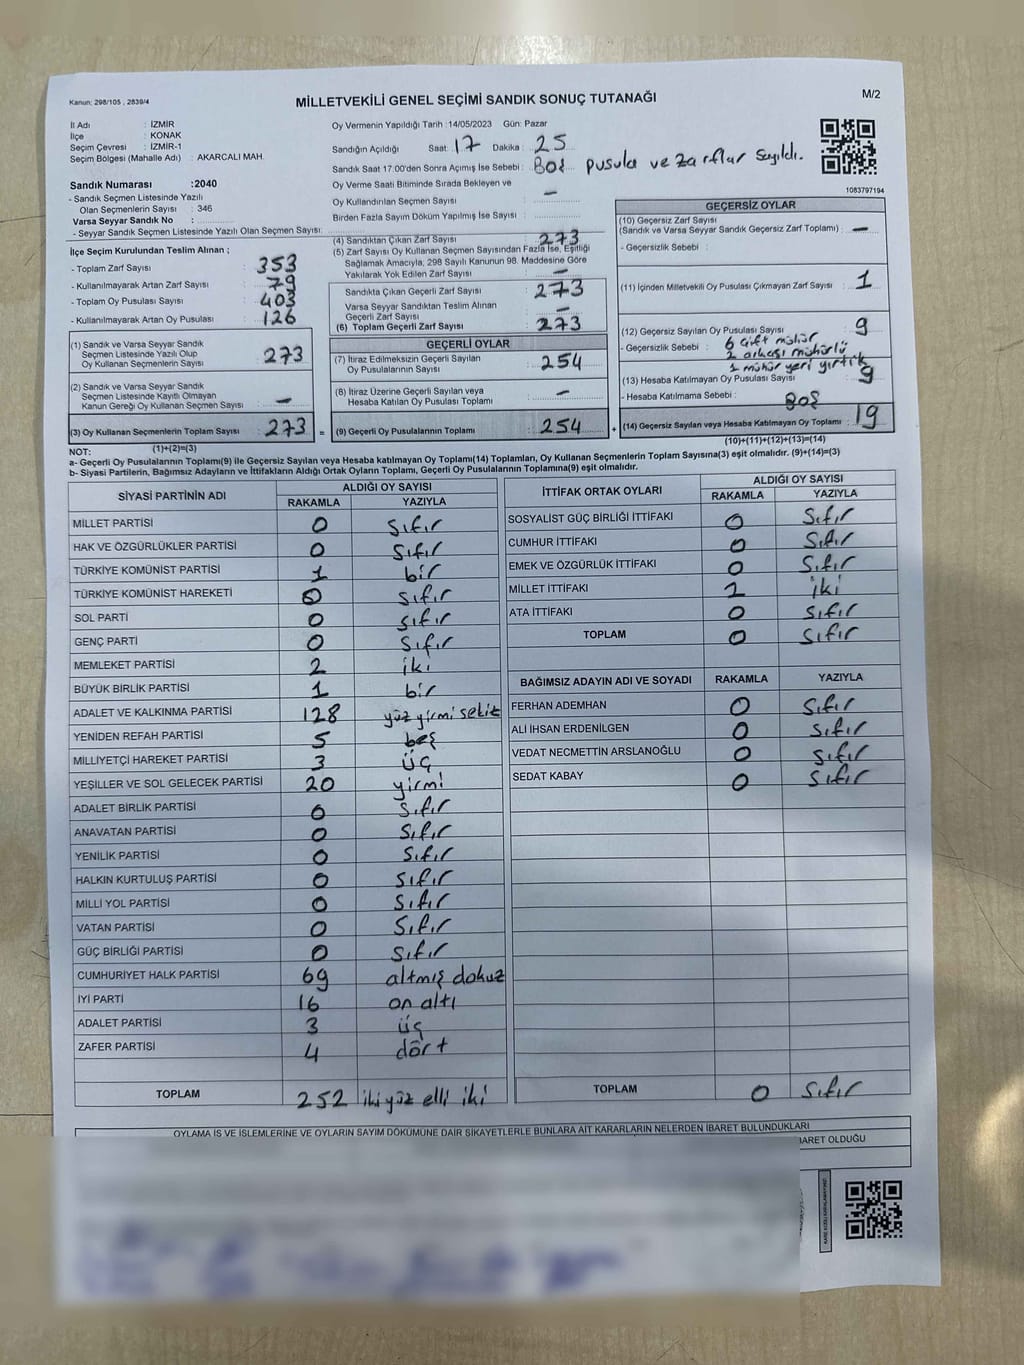 Kanun: 298/105 , 2839/4
MİLLETVEKİLİ GENEL SEÇİMİ SANDIK SONUÇ TUTANAĞI
M/2
İl Adı : İZMİR
İlçe : KONAK
Seçim Çevresi : İZMİR-1
Seçim Bölgesi (Mahalle Adı) : AKARCALI MAH.
Sandık Numarası :2040
- Sandık Seçmen Listesinde Yazılı
Olan Seçmenlerin Sayısı : 346
Varsa Seyyar Sandık No :
- Seyyar Sandık Seçmen Listesinde Yazılı Olan Seçmen Sayısı:
Oy Vermenin Yapıldığı Tarih :14/05/2023 Gün: Pazar
Sandığın Açıldığı Saat: 17 Dakika : 25
Sandık Saat 17.00'den Sonra Açımış İse Sebebi : Boş pusula ve zarflar sayıldı.
Oy Verme Saati Bitiminde Sırada Bekleyen ve
Oy Kullandırılan Seçmen Sayısı : —
Birden Fazla Sayım Döküm Yapılmış İse Sayısı :
1083797194
İlçe Seçim Kurulundan Teslim Alınan ;
- Toplam Zarf Sayısı : 353
- Kullanılmayarak Artan Zarf Sayısı : 79
- Toplam Oy Pusulası Sayısı : 403
- Kullanılmayarak Artan Oy Pusulası : 126
(1) Sandık ve Varsa Seyyar Sandık
Seçmen Listesinde Yazılı Olup
Oy Kullanan Seçmenlerin Sayısı : 273
(2) Sandık ve Varsa Seyyar Sandık
Seçmen Listesinde Kayıtlı Olmayan
Kanun Gereği Oy Kullanan Seçmen Sayısı : —
(3) Oy Kullanan Seçmenlerin Toplam Sayısı : 273 =
(1)+(2)=(3)
(4) Sandıktan Çıkan Zarf Sayısı : 273
(5) Zarf Sayısı Oy Kullanan Seçmen Sayısından Fazla İse, Eşitliği
Sağlamak Amacıyla; 298 Sayılı Kanunun 98. Maddesine Göre
Yakılarak Yok Edilen Zarf Sayısı : —
Sandıkta Çıkan Geçerli Zarf Sayısı : 273
Varsa Seyyar Sandıktan Teslim Alınan
Geçerli Zarf Sayısı : —
(6) Toplam Geçerli Zarf Sayısı : 273
GEÇERLİ OYLAR
(7) İtiraz Edilmeksizin Geçerli Sayılan
Oy Pusulalarının Sayısı : 254
(8) İtiraz Üzerine Geçerli Sayılan veya
Hesaba Katılan Oy Pusulası Toplamı : —
(9) Geçerli Oy Pusulalarının Toplamı : 254 +
GEÇERSİZ OYLAR
(10) Geçersiz Zarf Sayısı
(Sandık ve Varsa Seyyar Sandık Geçersiz Zarf Toplamı) : —
- Geçersizlik Sebebi :
(11) İçinden Milletvekili Oy Pusulası Çıkmayan Zarf Sayısı : 1
(12) Geçersiz Sayılan Oy Pusulası Sayısı : 9
- Geçersizlik Sebebi : 6 çift mühür
2 arkası mühürlü
1 mühür yeri yırtık
(13) Hesaba Katılmayan Oy Pusulası Sayısı : 9
- Hesaba Katılmama Sebebi : Boş
(14) Geçersiz Sayılan veya Hesaba Katılmayan Oy Toplamı : 19
(10)+(11)+(12)+(13)=(14)
NOT:
a- Geçerli Oy Pusulalarının Toplamı(9) ile Geçersiz Sayılan veya Hesaba katılmayan Oy Toplamı(14) Toplamları, Oy Kullanan Seçmenlerin Toplam Sayısına(3) eşit olmalıdır. (9)+(14)=(3)
b- Siyasi Partilerin, Bağımsız Adayların ve İttifakların Aldığı Ortak Oyların Toplamı, Geçerli Oy Pusulalarının Toplamına(9) eşit olmalıdır.
SİYASİ PARTİNİN ADI ALDIĞI OY SAYISI
RAKAMLA YAZIYLA
MİLLET PARTİSİ 0 sıfır
HAK VE ÖZGÜRLÜKLER PARTİSİ 0 sıfır
TÜRKİYE KOMÜNİST PARTİSİ 1 bir
TÜRKİYE KOMÜNİST HAREKETİ 0 sıfır
SOL PARTİ 0 sıfır
GENÇ PARTİ 0 sıfır
MEMLEKET PARTİSİ 2 iki
BÜYÜK BİRLİK PARTİSİ 1 bir
ADALET VE KALKINMA PARTİSİ 128 yüz yirmi sekiz
YENİDEN REFAH PARTİSİ 5 beş
MİLLİYETÇİ HAREKET PARTİSİ 3 üç
YEŞİLLER VE SOL GELECEK PARTİSİ 20 yirmi
ADALET BİRLİK PARTİSİ 0 sıfır
ANAVATAN PARTİSİ 0 sıfır
YENİLİK PARTİSİ 0 sıfır
HALKIN KURTULUŞ PARTİSİ 0 sıfır
MİLLİ YOL PARTİSİ 0 sıfır
VATAN PARTİSİ 0 sıfır
GÜÇ BİRLİĞİ PARTİSİ 0 sıfır
CUMHURİYET HALK PARTİSİ 69 altmış dokuz
İYİ PARTİ 16 on altı
ADALET PARTİSİ 3 üç
ZAFER PARTİSİ 4 dört
TOPLAM 252 iki yüz elli iki
İTTİFAK ORTAK OYLARI ALDIĞI OY SAYISI
RAKAMLA YAZIYLA
SOSYALİST GÜÇ BİRLİĞİ İTTİFAKI 0 sıfır
CUMHUR İTTİFAKI 0 sıfır
EMEK VE ÖZGÜRLÜK İTTİFAKI 0 sıfır
MİLLET İTTİFAKI 2 iki
ATA İTTİFAKI 0 sıfır
TOPLAM 0 sıfır
BAĞIMSIZ ADAYIN ADI VE SOYADI RAKAMLA YAZIYLA
FERHAN ADEMHAN 0 sıfır
ALİ İHSAN ERDENİLGEN 0 sıfır
VEDAT NECMETTİN ARSLANOĞLU 0 sıfır
SEDAT KABAY 0 sıfır
TOPLAM 0 sıfır
OYLAMA İŞ VE İŞLEMLERİNE VE OYLARIN SAYIM DÖKÜMÜNE DAİR ŞİKAYETLERLE BUNLARA AİT KARARLARIN NELERDEN İBARET BULUNDUKLARI
BARET OLDUĞU